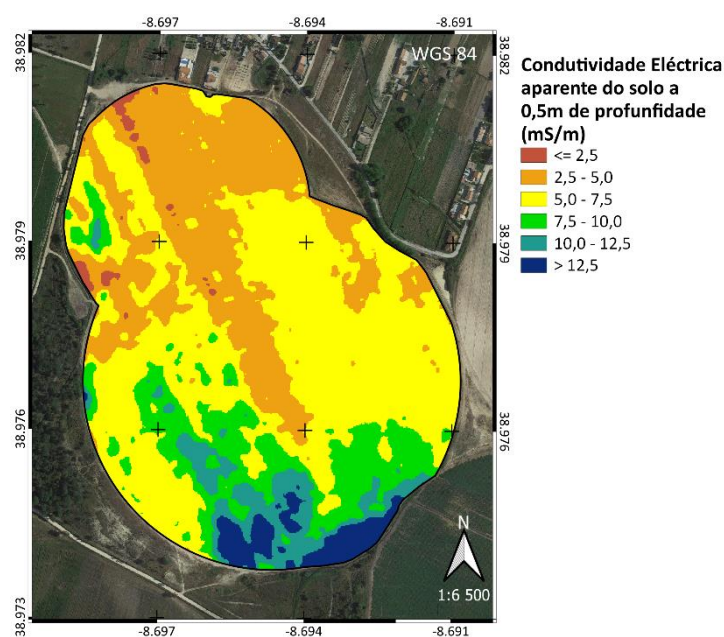 -8.697 -8.694 -8.691
38.982
38.982
WGS 84
Condutividade Eléctrica
aparente do solo a
0,5m de profunfidade
(mS/m)
<= 2,5
2,5 - 5,0
5,0 - 7,5
7,5 - 10,0
10,0 - 12,5
> 12,5
38.979
38.979
38.976
38.976
N
1:6 500
38.973
-8.697 -8.694 -8.691